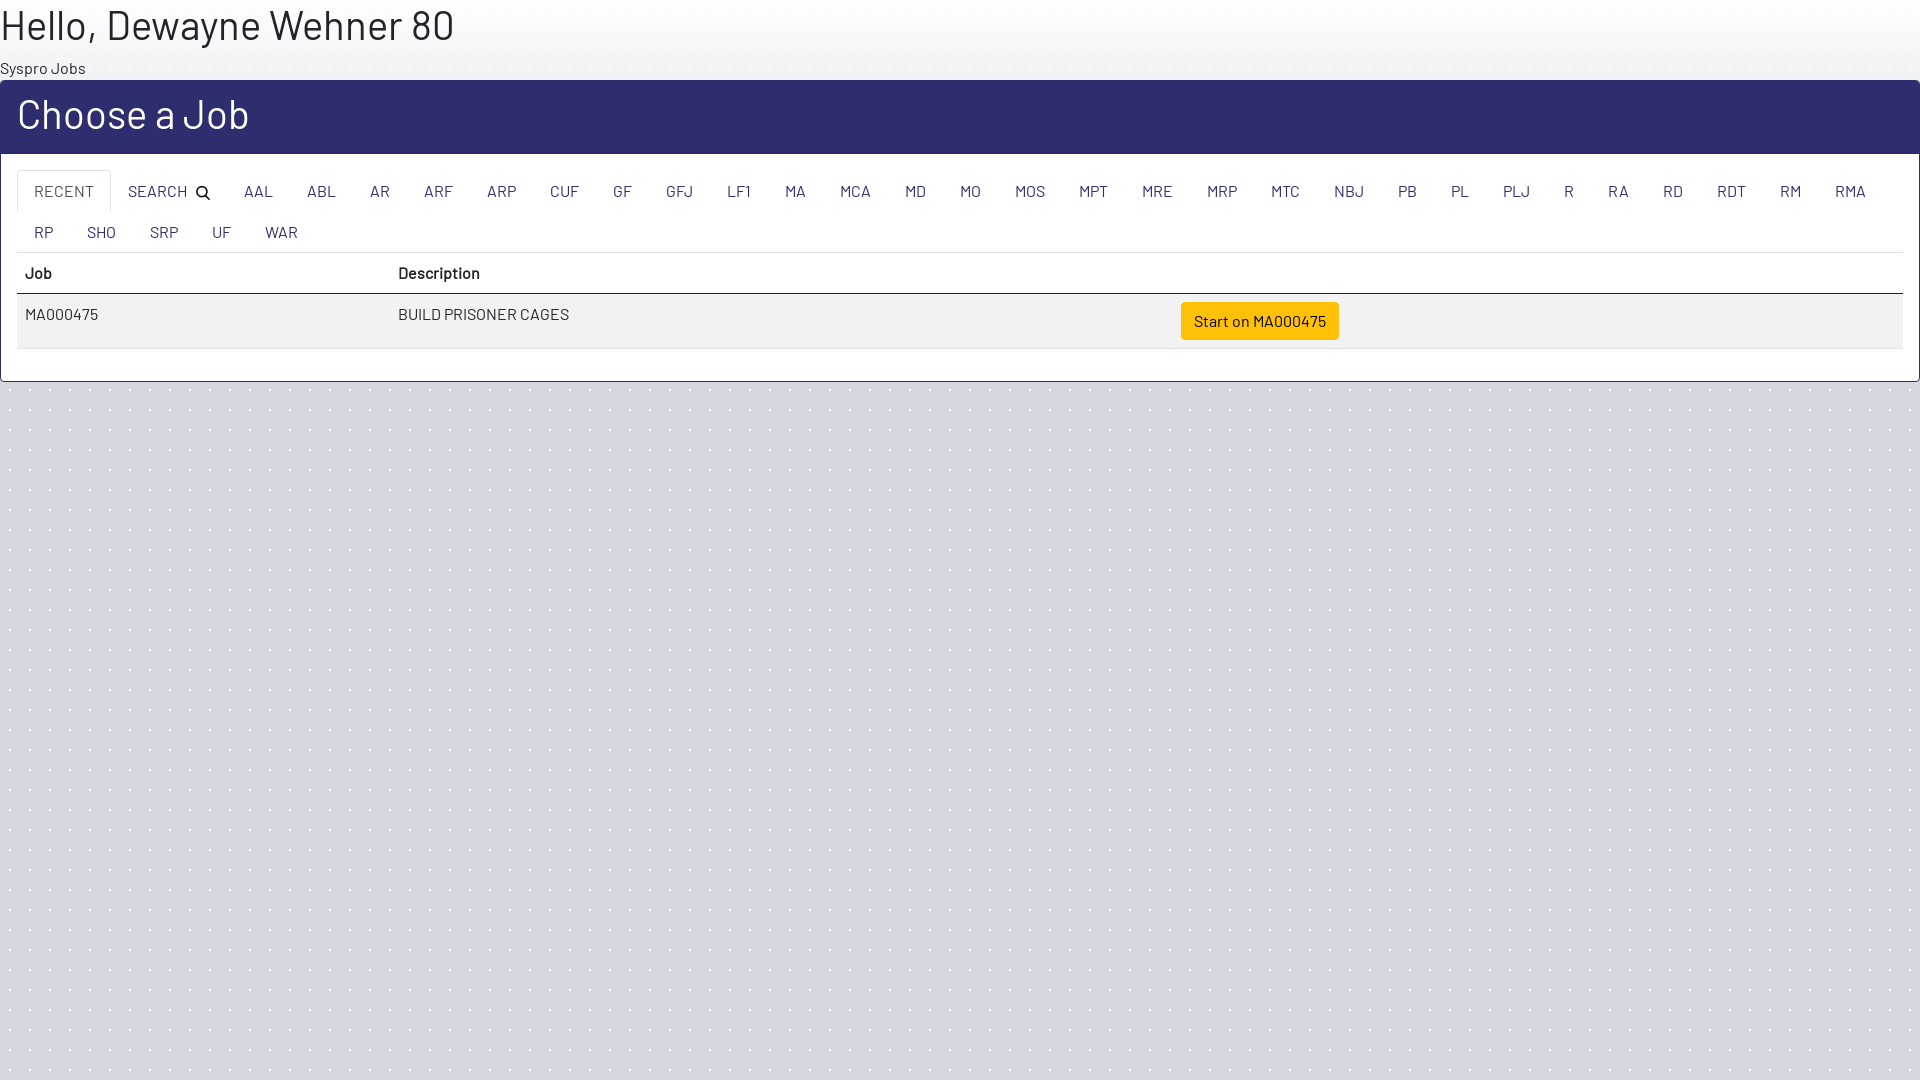 Hello, Dewayne Wehner 80
Syspro Jobs
Choose a Job
RECENT SEARCH AAL ABL AR ARF ARP CUF GF GFJ LF1 MA MCA MD MO MOS MPT MRE MRP MTC NBJ PB PL PLJ R RA RD RDT RM RMA
RP SHO SRP UF WAR
Job Description
MA000475 BUILD PRISONER CAGES Start on MA000475